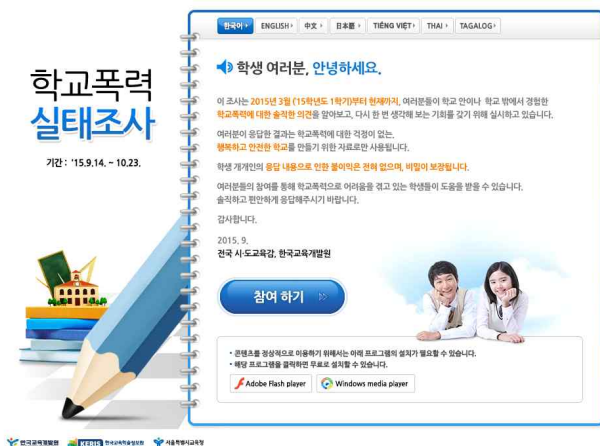 한국어
ENGLISH
中文
日本語
TIẾNG VIỆT
THAI
TAGALOG
학교폭력
실태조사
기간 : '15.9.14. ~ 10.23.
학생 여러분, 안녕하세요.
이 조사는 2015년 3월 (15학년도 1학기)부터 현재까지, 여러분들이 학교 안이나 학교 밖에서 경험한
학교폭력에 대한 솔직한 의견을 알아보고, 다시 한 번 생각해 보는 기회를 갖기 위해 실시하고 있습니다.
여러분이 응답한 결과는 학교폭력에 대한 걱정이 없는,
행복하고 안전한 학교를 만들기 위한 자료로만 사용됩니다.
학생 개개인의 응답 내용으로 인한 불이익은 전혀 없으며, 비밀이 보장됩니다.
여러분들의 참여를 통해 학교폭력으로 어려움을 겪고 있는 학생들이 도움을 받을 수 있습니다.
솔직하고 편안하게 응답해주시기 바랍니다.
감사합니다.
2015. 9.
전국 시·도교육감, 한국교육개발원
참여 하기
• 콘텐츠를 정상적으로 이용하기 위해서는 아래 프로그램의 설치가 필요할 수 있습니다.
• 해당 프로그램을 클릭하면 무료로 설치할 수 있습니다.
Adobe Flash player
Windows media player
한국교육개발원
KERIS 한국교육학술정보원
서울특별시교육청